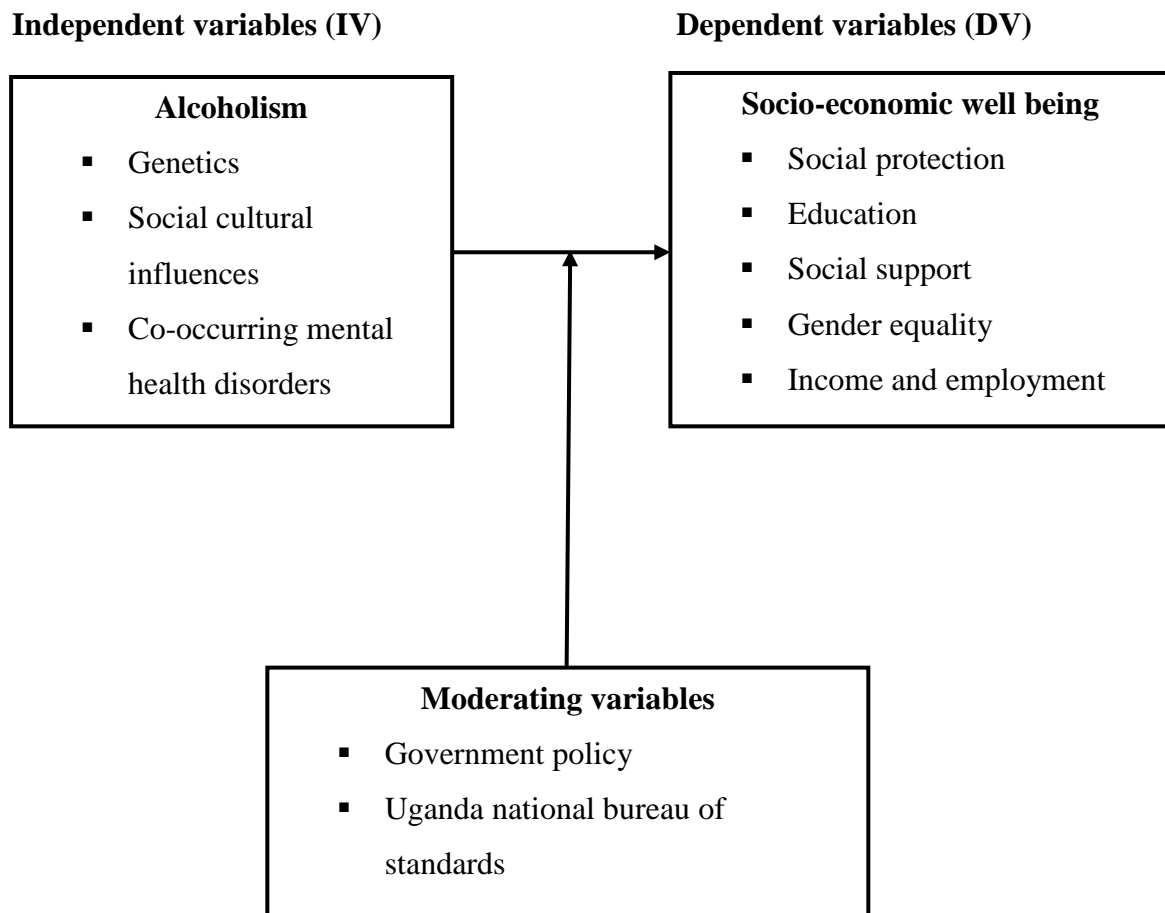 Independent variables (IV)
Dependent variables (DV)
Alcoholism
▪ Genetics
▪ Social cultural
influences
▪ Co-occurring mental
health disorders
Socio-economic well being
▪ Social protection
▪ Education
▪ Social support
▪ Gender equality
▪ Income and employment
Moderating variables
▪ Government policy
▪ Uganda national bureau of
standards